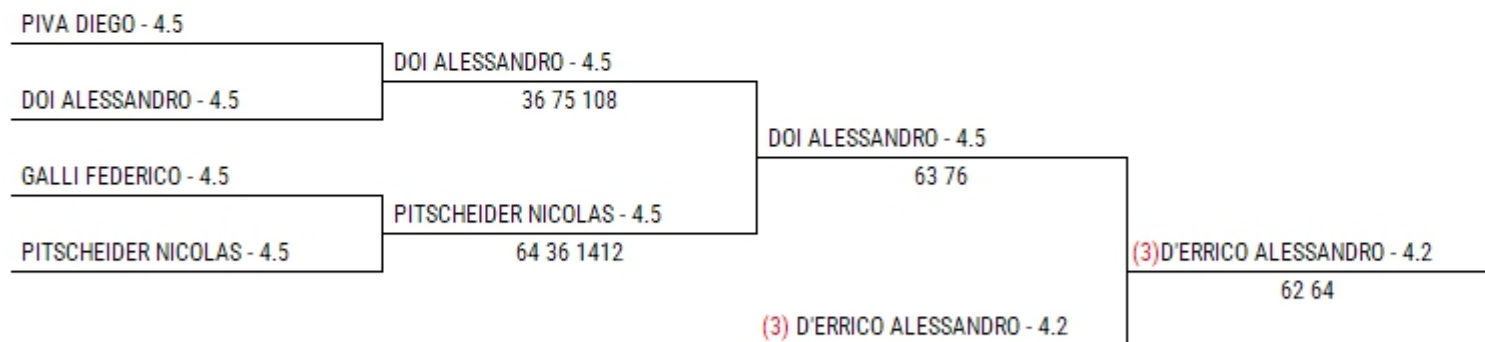 PIVA DIEGO - 4.5
DOI ALESSANDRO - 4.5
DOI ALESSANDRO - 4.5
36 75 108
DOI ALESSANDRO - 4.5
63 76
GALLI FEDERICO - 4.5
PITSCHEIDER NICOLAS - 4.5
PITSCHEIDER NICOLAS - 4.5
64 36 1412
(3)D'ERRICO ALESSANDRO - 4.2
62 64
(3) D'ERRICO ALESSANDRO - 4.2